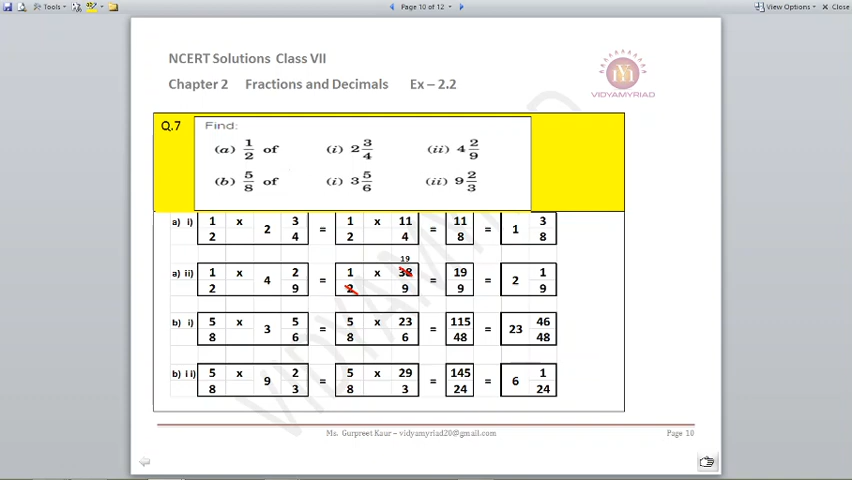 Tools Page 10 of 12 View Options Close
NCERT Solutions Class VII
Chapter 2 Fractions and Decimals Ex – 2.2
VIDYAMYRIAD
Q.7 Find:
(a) 1/2 of (i) 2 3/4 (ii) 4 2/9
(b) 5/8 of (i) 3 5/6 (ii) 9 2/3
a) i) 1/2 x 2 3/4 = 1/2 x 11/4 = 11/8 = 1 3/8
19
a) ii) 1/2 x 4 2/9 = 1/2 x 38/9 = 19/9 = 2 1/9
b) i) 5/8 x 3 5/6 = 5/8 x 23/6 = 115/48 = 23 46/48
b) ii) 5/8 x 9 2/3 = 5/8 x 29/3 = 145/24 = 6 1/24
VIDYAMYRIAD
Ms. Gurpreet Kaur – vidyamyriad20@gmail.com Page 10